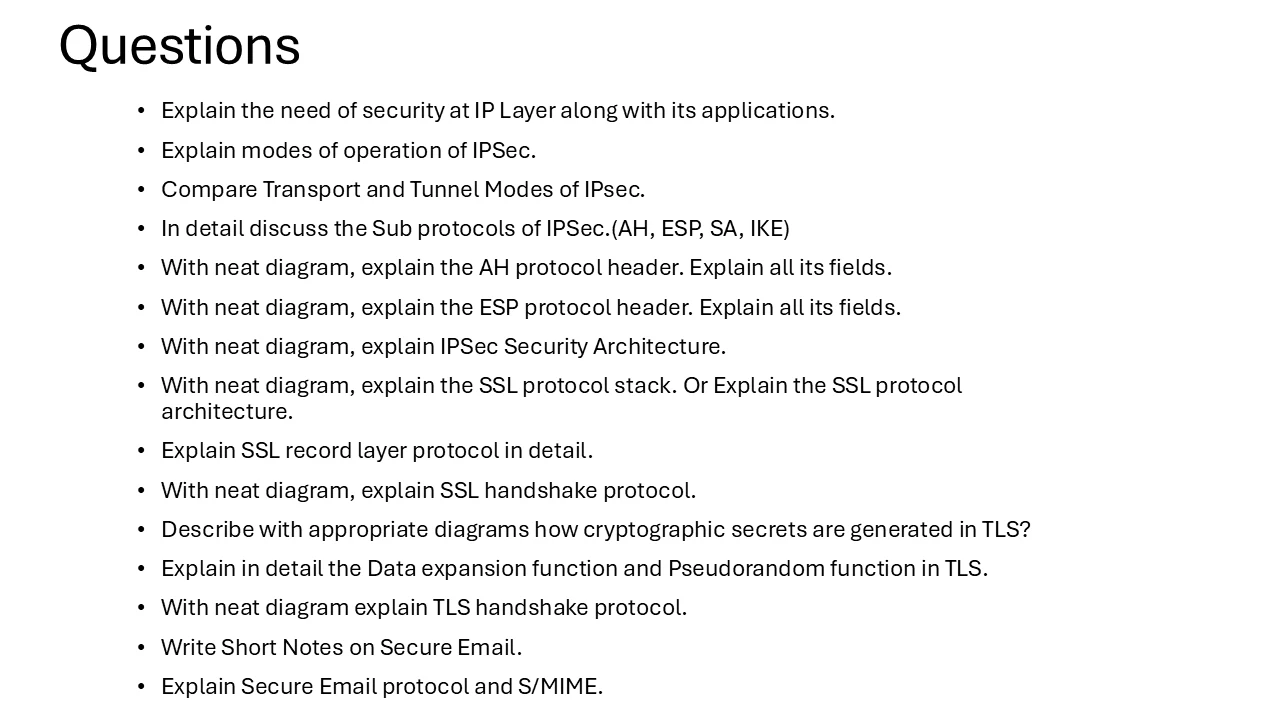 Questions
• Explain the need of security at IP Layer along with its applications.
• Explain modes of operation of IPSec.
• Compare Transport and Tunnel Modes of IPsec.
• In detail discuss the Sub protocols of IPSec.(AH, ESP, SA, IKE)
• With neat diagram, explain the AH protocol header. Explain all its fields.
• With neat diagram, explain the ESP protocol header. Explain all its fields.
• With neat diagram, explain IPSec Security Architecture.
• With neat diagram, explain the SSL protocol stack. Or Explain the SSL protocol
architecture.
• Explain SSL record layer protocol in detail.
• With neat diagram, explain SSL handshake protocol.
• Describe with appropriate diagrams how cryptographic secrets are generated in TLS?
• Explain in detail the Data expansion function and Pseudorandom function in TLS.
• With neat diagram explain TLS handshake protocol.
• Write Short Notes on Secure Email.
• Explain Secure Email protocol and S/MIME.